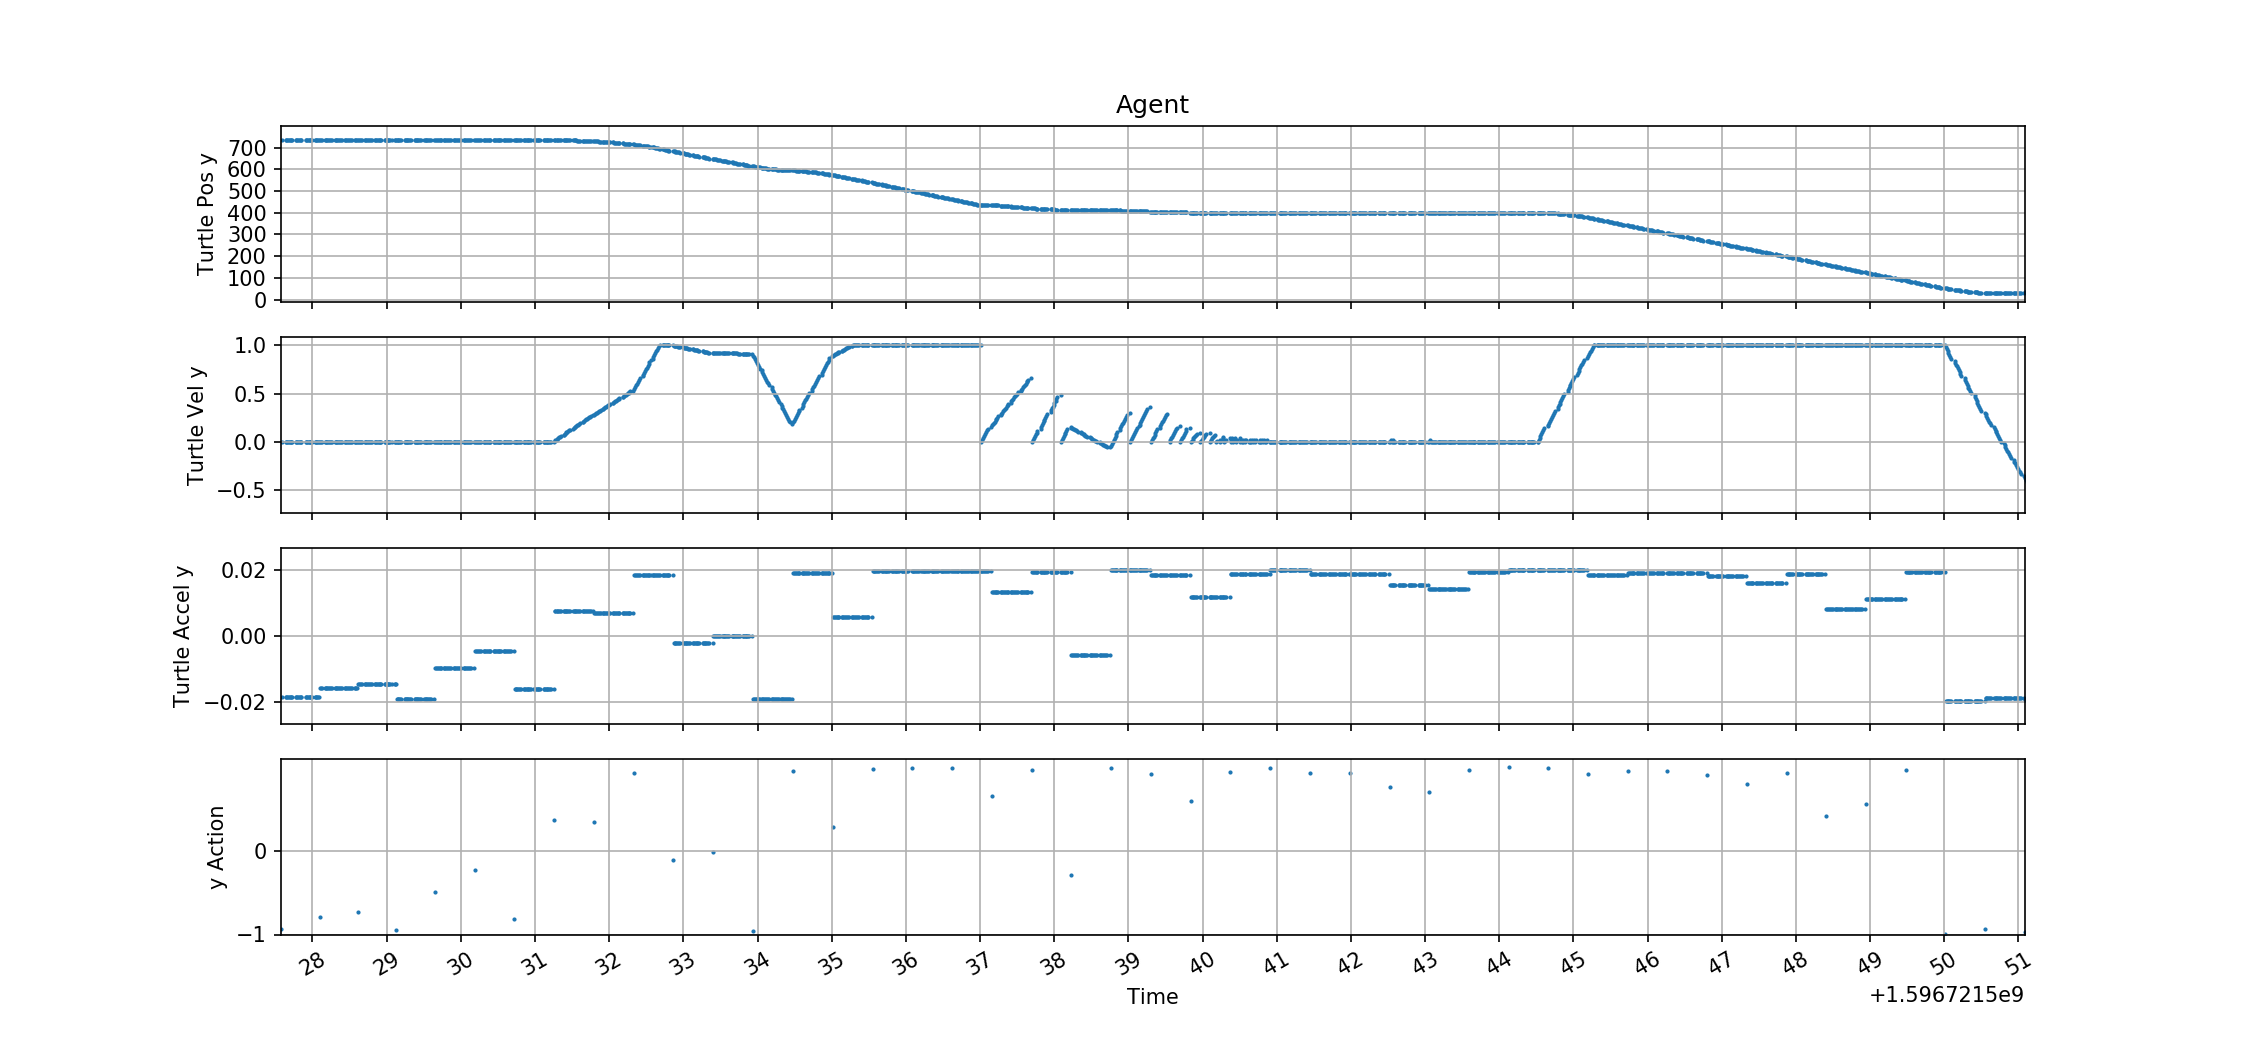 Agent
Turtle Pos y
700
600
500
400
300
200
100
0
Turtle Vel y
1.0
0.5
0.0
−0.5
Turtle Accel y
0.02
0.00
−0.02
y Action
0
−1
28 29 30 31 32 33 34 35 36 37 38 39 40 41 42 43 44 45 46 47 48 49 50 51
Time
+1.5967215e9